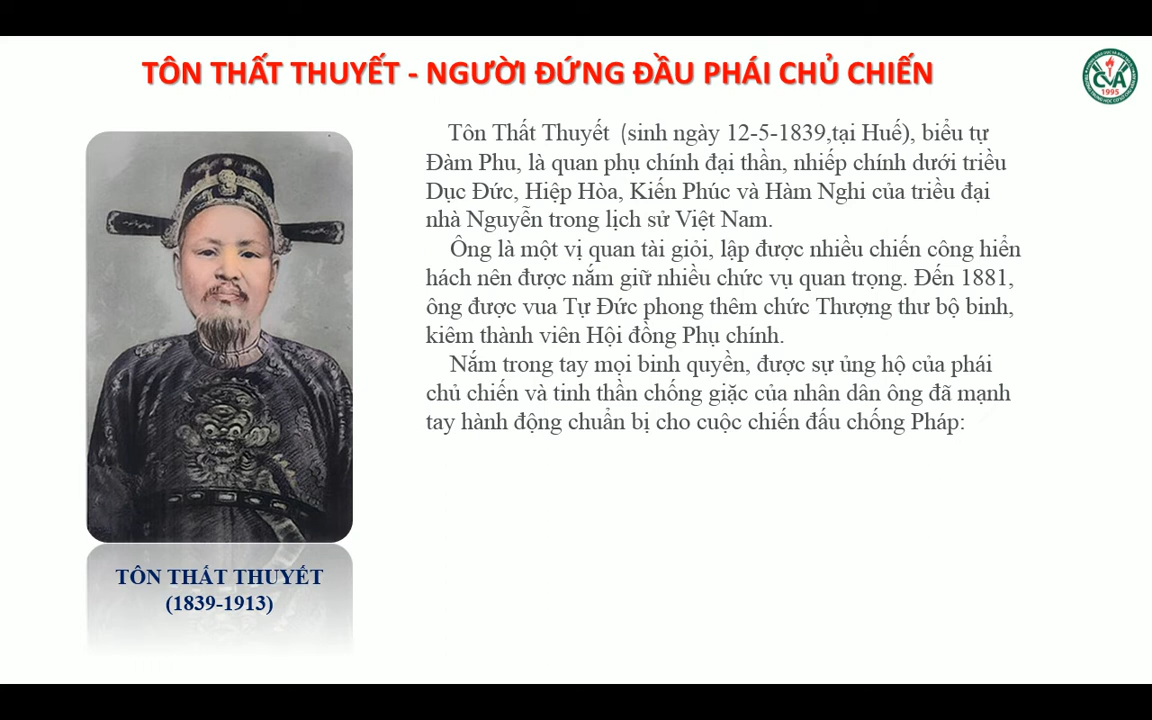 TÔN THẤT THUYẾT - NGƯỜI ĐỨNG ĐẦU PHÁI CHỦ CHIẾN
CVA
1995
Tôn Thất Thuyết (sinh ngày 12-5-1839,tại Huế), biểu tự
Đàm Phu, là quan phụ chính đại thần, nhiếp chính dưới triều
Dục Đức, Hiệp Hòa, Kiến Phúc và Hàm Nghi của triều đại
nhà Nguyễn trong lịch sử Việt Nam.
Ông là một vị quan tài giỏi, lập được nhiều chiến công hiển
hách nên được nắm giữ nhiều chức vụ quan trọng. Đến 1881,
ông được vua Tự Đức phong thêm chức Thượng thư bộ binh,
kiêm thành viên Hội đồng Phụ chính.
Nắm trong tay mọi binh quyền, được sự ủng hộ của phái
chủ chiến và tinh thần chống giặc của nhân dân ông đã mạnh
tay hành động chuẩn bị cho cuộc chiến đấu chống Pháp:
TÔN THẤT THUYẾT
(1839-1913)